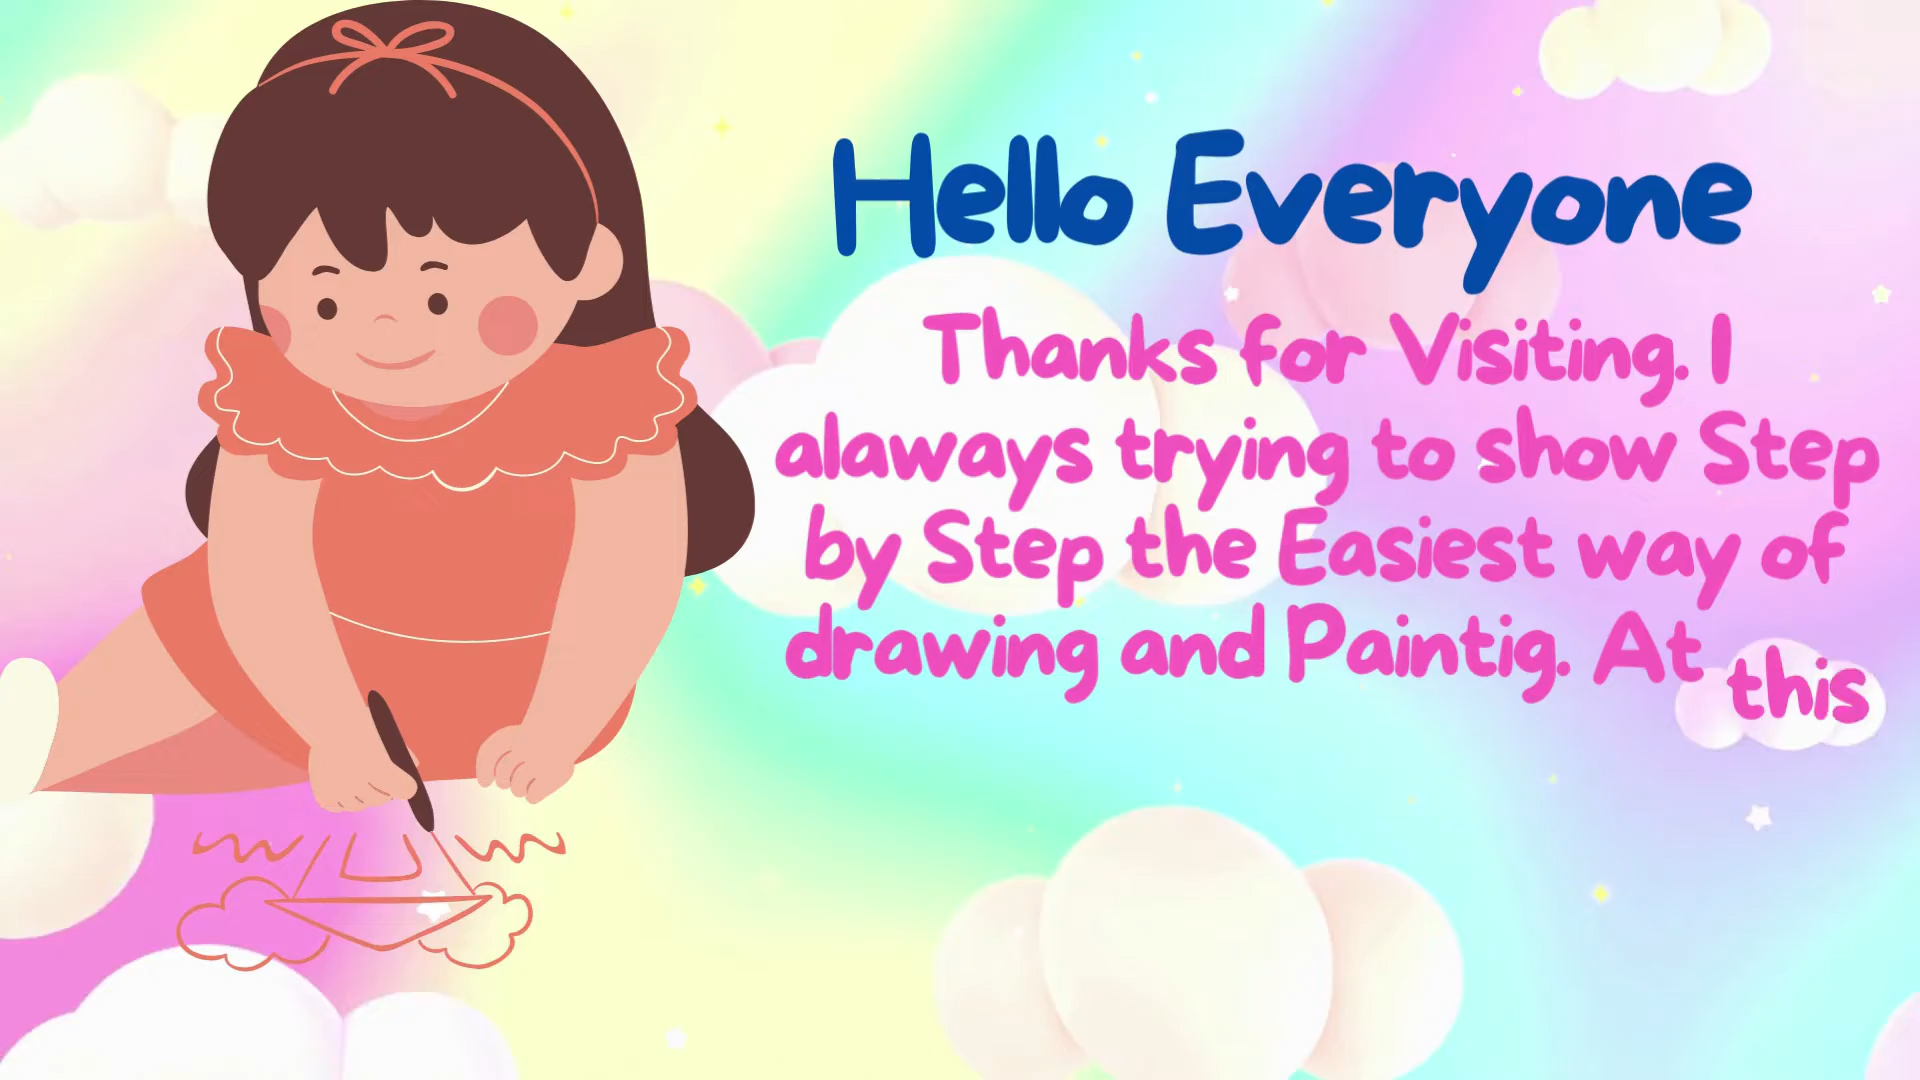 Hello Everyone
Thanks for Visiting. I
alaways trying to show Step
by Step the Easiest way of
drawing and Paintig. At this